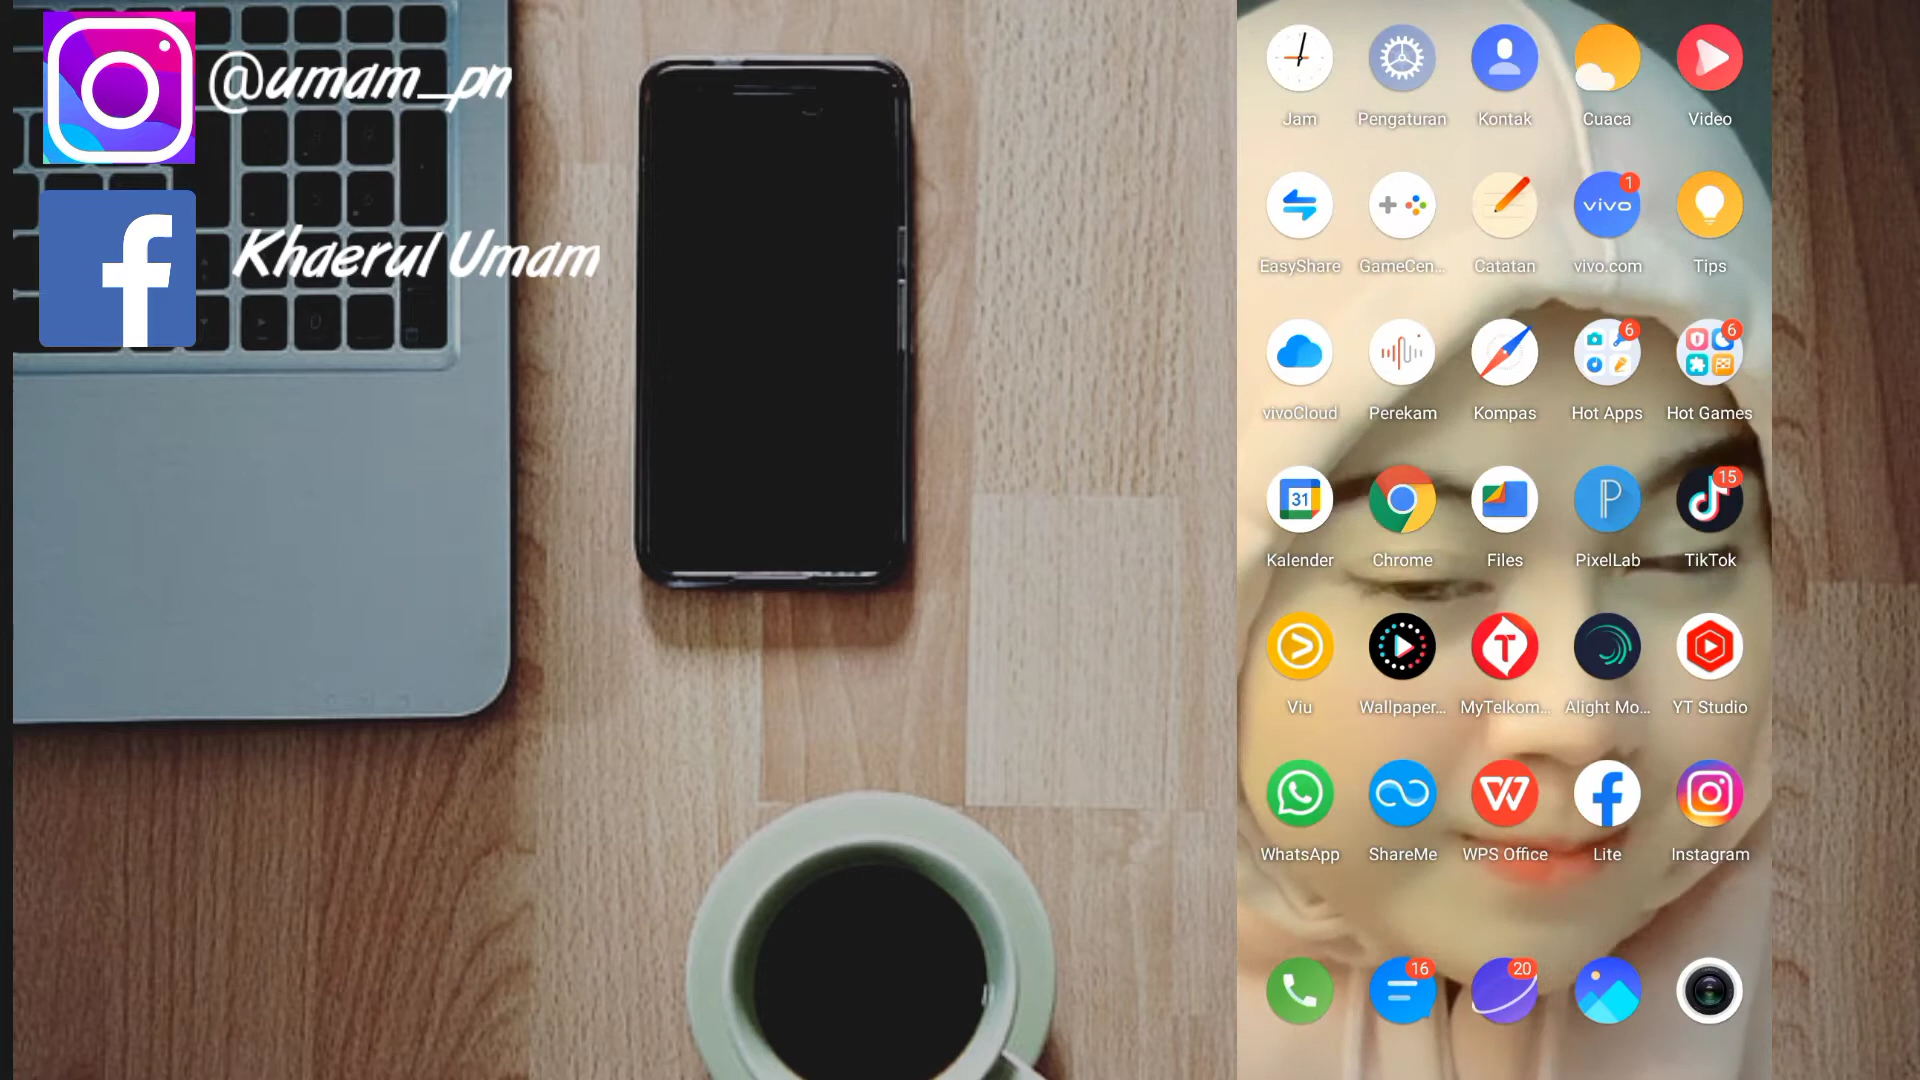 @umam_pn
Khaerul Umam
Jam Pengaturan Kontak Cuaca Video
1
vivo
EasyShare GameCen... Catatan vivo.com Tips
6 6
vivoCloud Perekam Kompas Hot Apps Hot Games
31 15
Kalender Chrome Files PixelLab TikTok
Viu Wallpaper... MyTelkom... Alight Mo... YT Studio
WhatsApp ShareMe WPS Office Lite Instagram
16 20